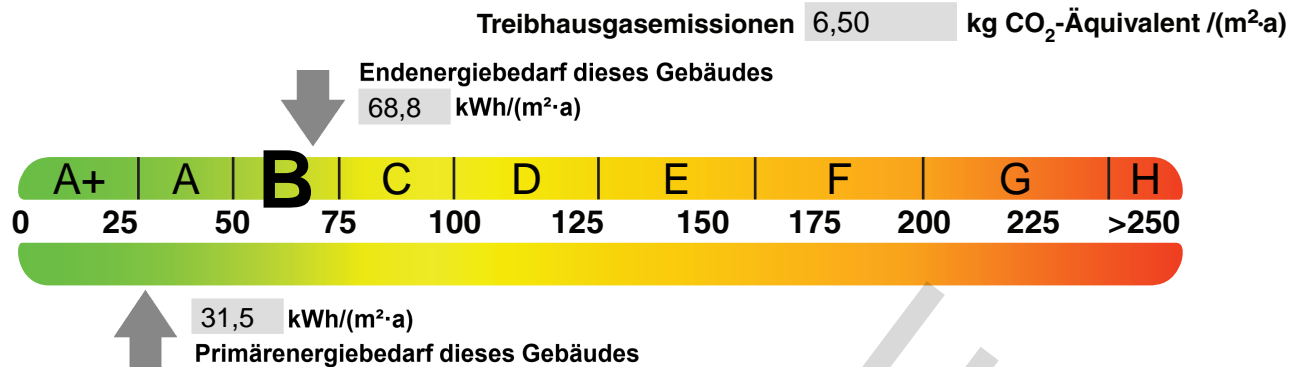 Treibhausgasemissionen 6,50 kg CO₂-Äquivalent /(m²·a)
Endenergiebedarf dieses Gebäudes
68,8 kWh/(m²·a)
A+ A B C D E F G H
0 25 50 75 100 125 150 175 200 225 >250
31,5 kWh/(m²·a)
Primärenergiebedarf dieses Gebäudes